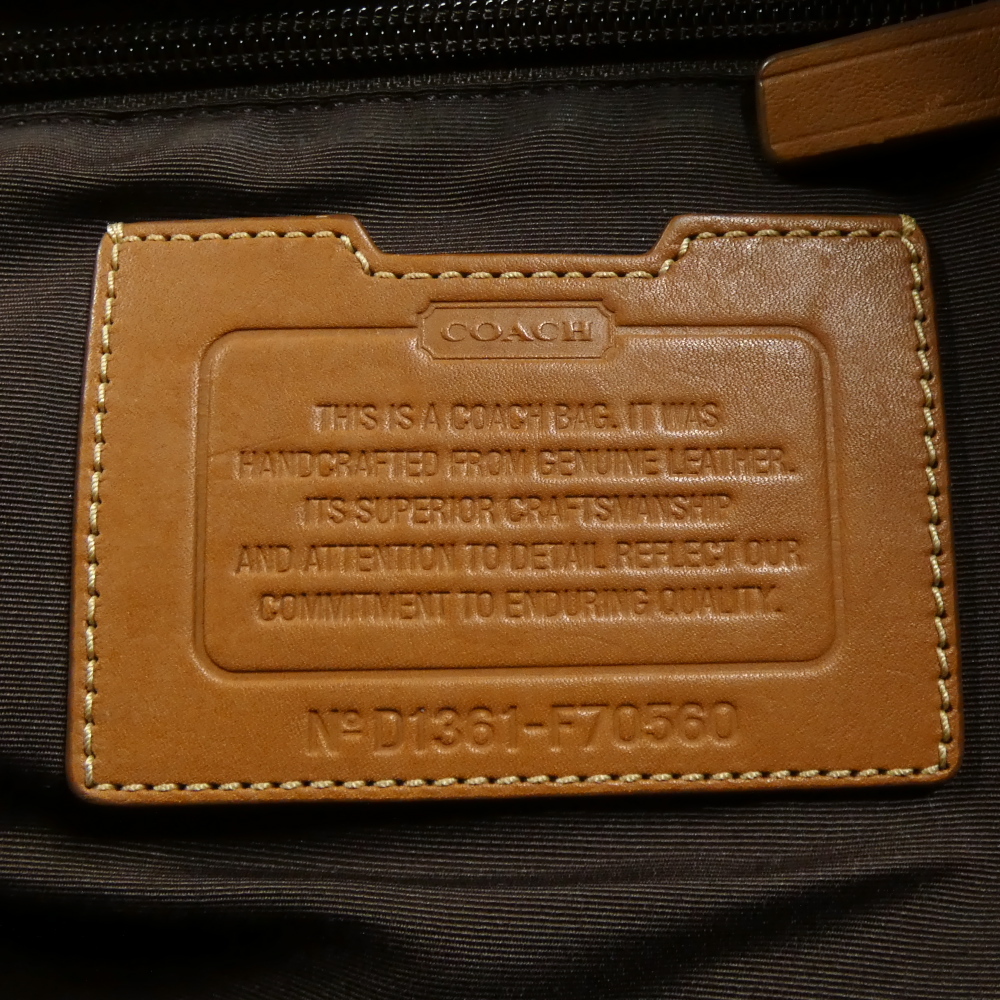 COACH
THIS IS A COACH BAG. IT WAS
HANDCRAFTED FROM GENUINE LEATHER.
ITS SUPERIOR CRAFTSMANSHIP
AND ATTENTION TO DETAIL REFLECT OUR
COMMITMENT TO ENDURING QUALITY.
Nº D1361-F70560